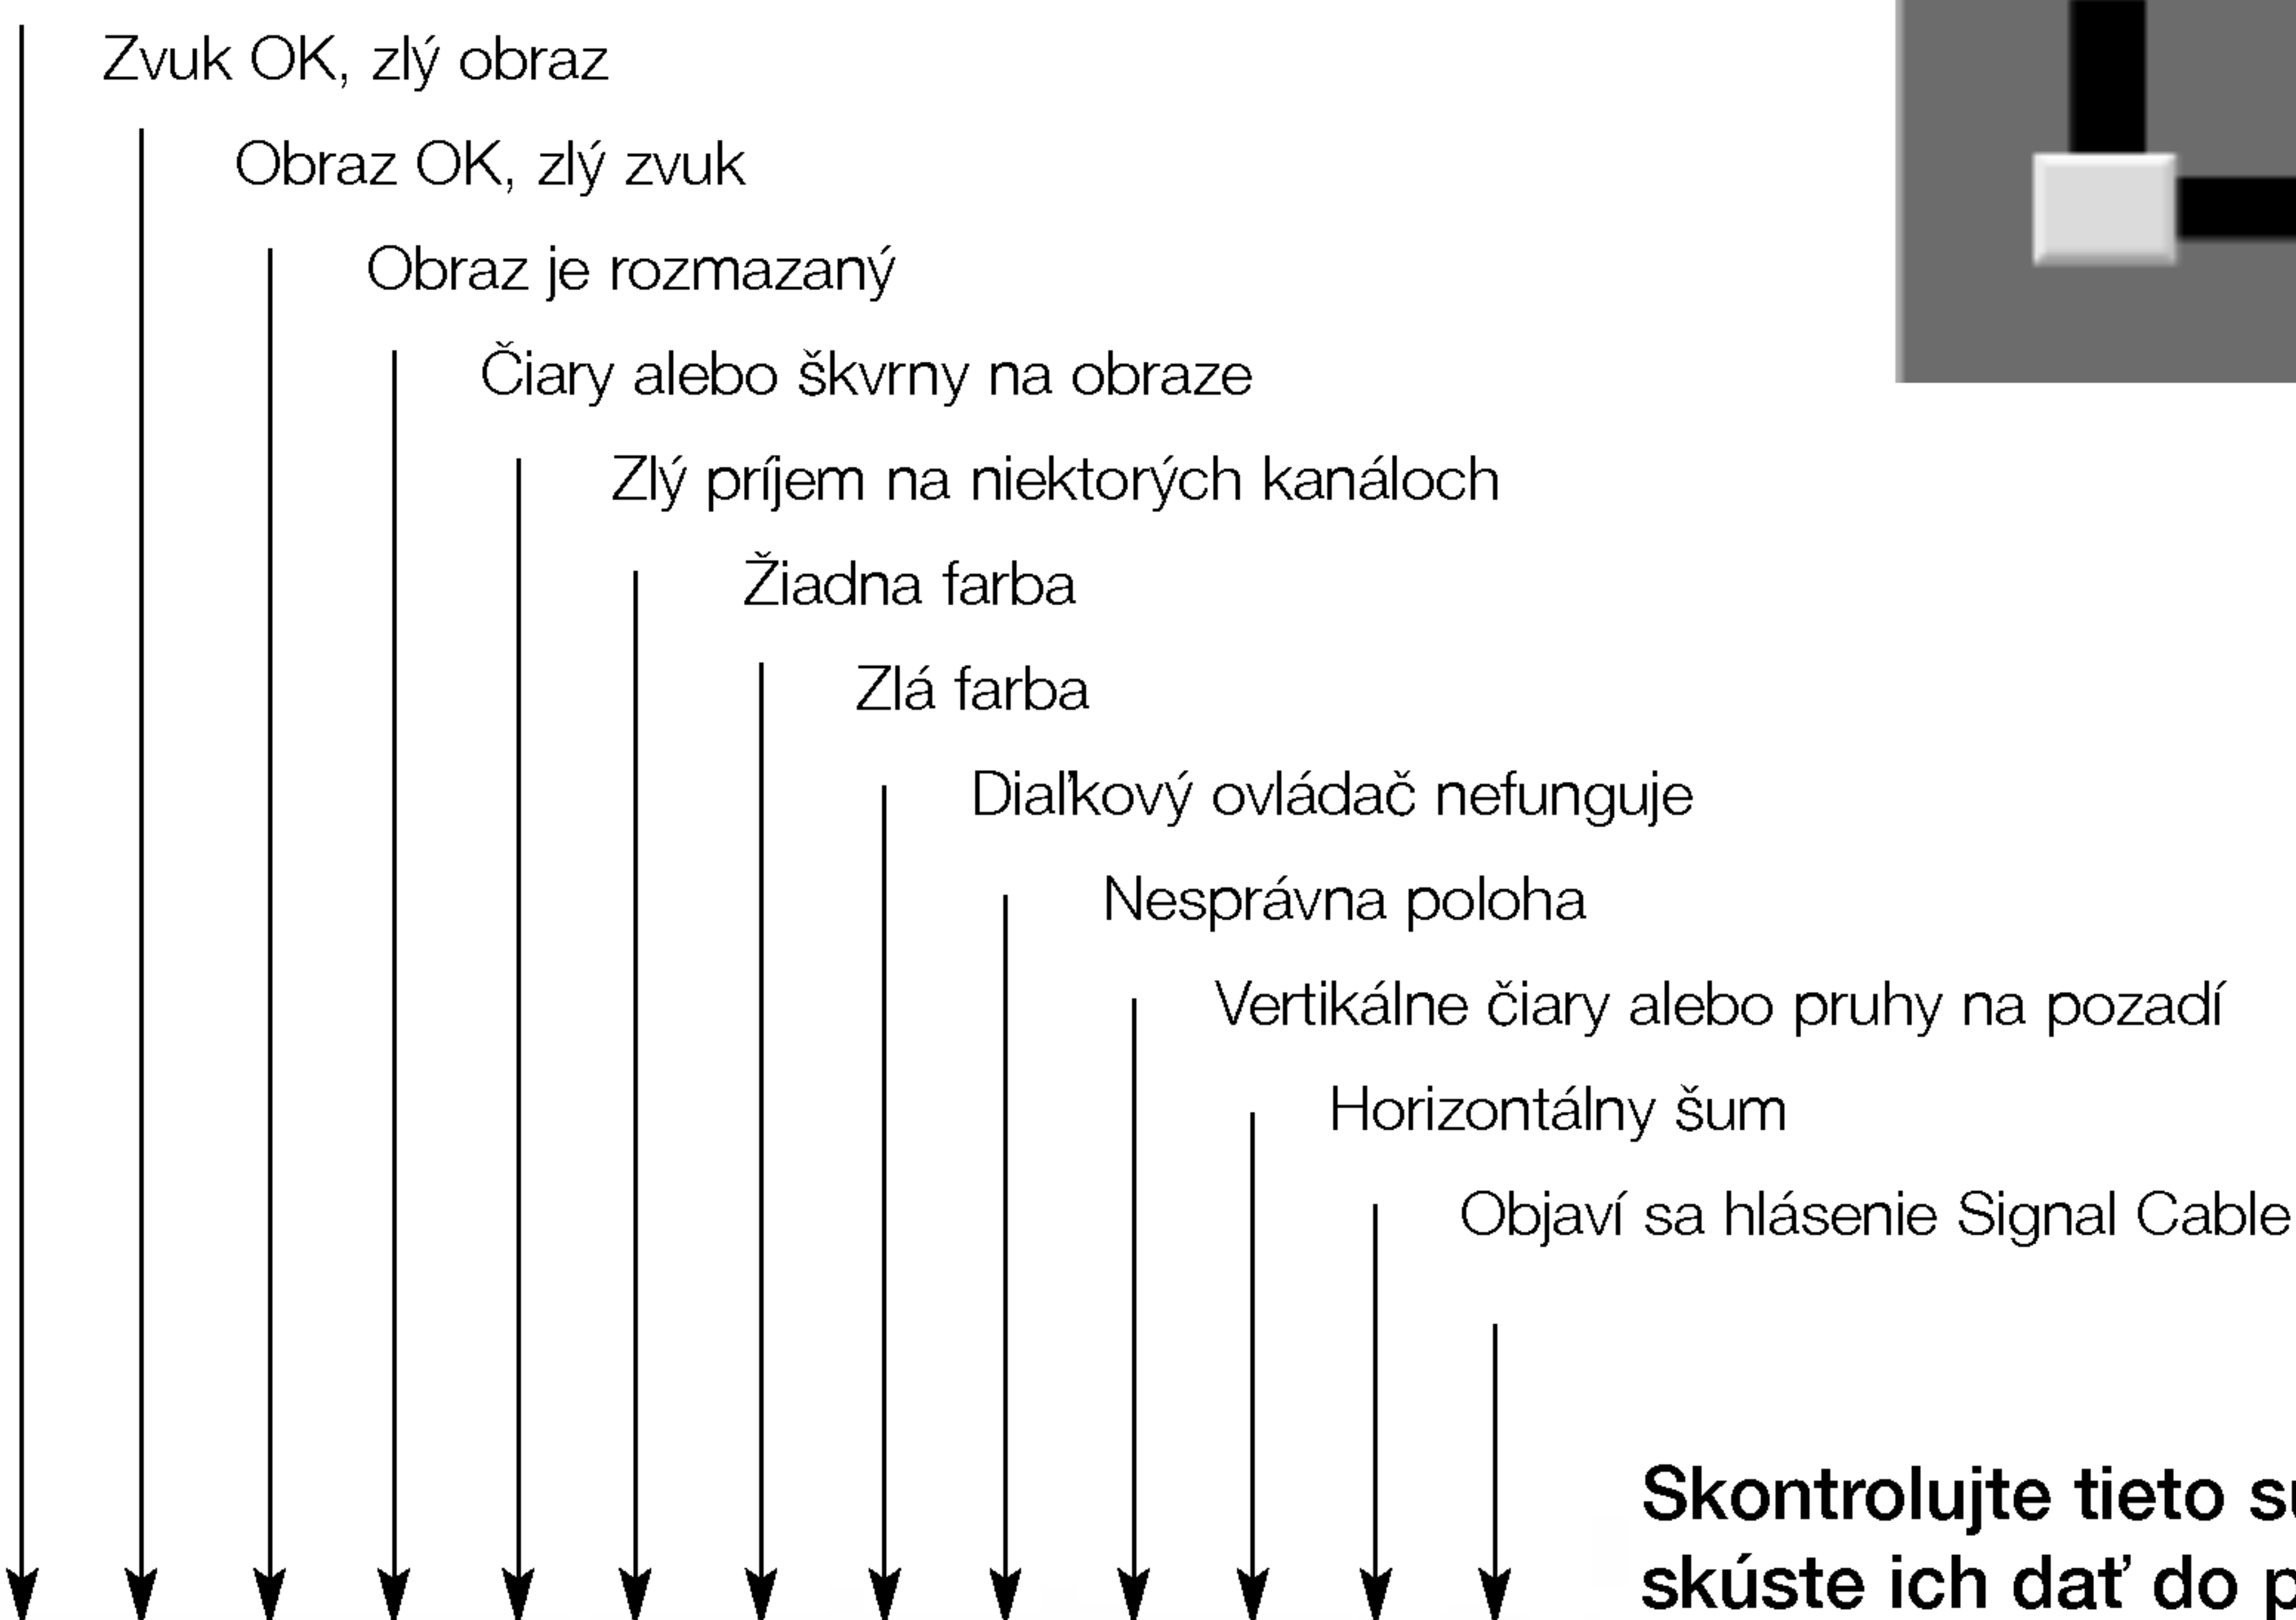 Zvuk OK, zlý obraz
Obraz OK, zlý zvuk
Obraz je rozmazaný
Čiary alebo škvrny na obraze
Zlý príjem na niektorých kanáloch
Žiadna farba
Zlá farba
Diaľkový ovládač nefunguje
Nesprávna poloha
Vertikálne čiary alebo pruhy na pozadí
Horizontálny šum
Objaví sa hlásenie Signal Cable
Skontrolujte tieto
skúste ich dať do